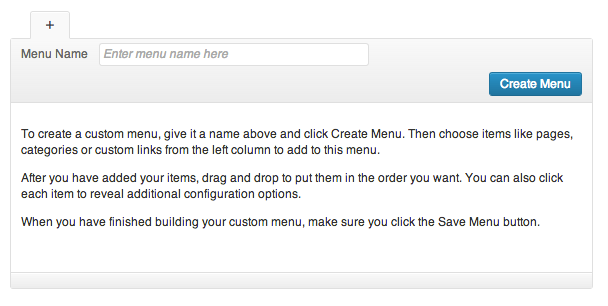 +
Menu Name Enter menu name here
Create Menu
To create a custom menu, give it a name above and click Create Menu. Then choose items like pages,
categories or custom links from the left column to add to this menu.
After you have added your items, drag and drop to put them in the order you want. You can also click
each item to reveal additional configuration options.
When you have finished building your custom menu, make sure you click the Save Menu button.